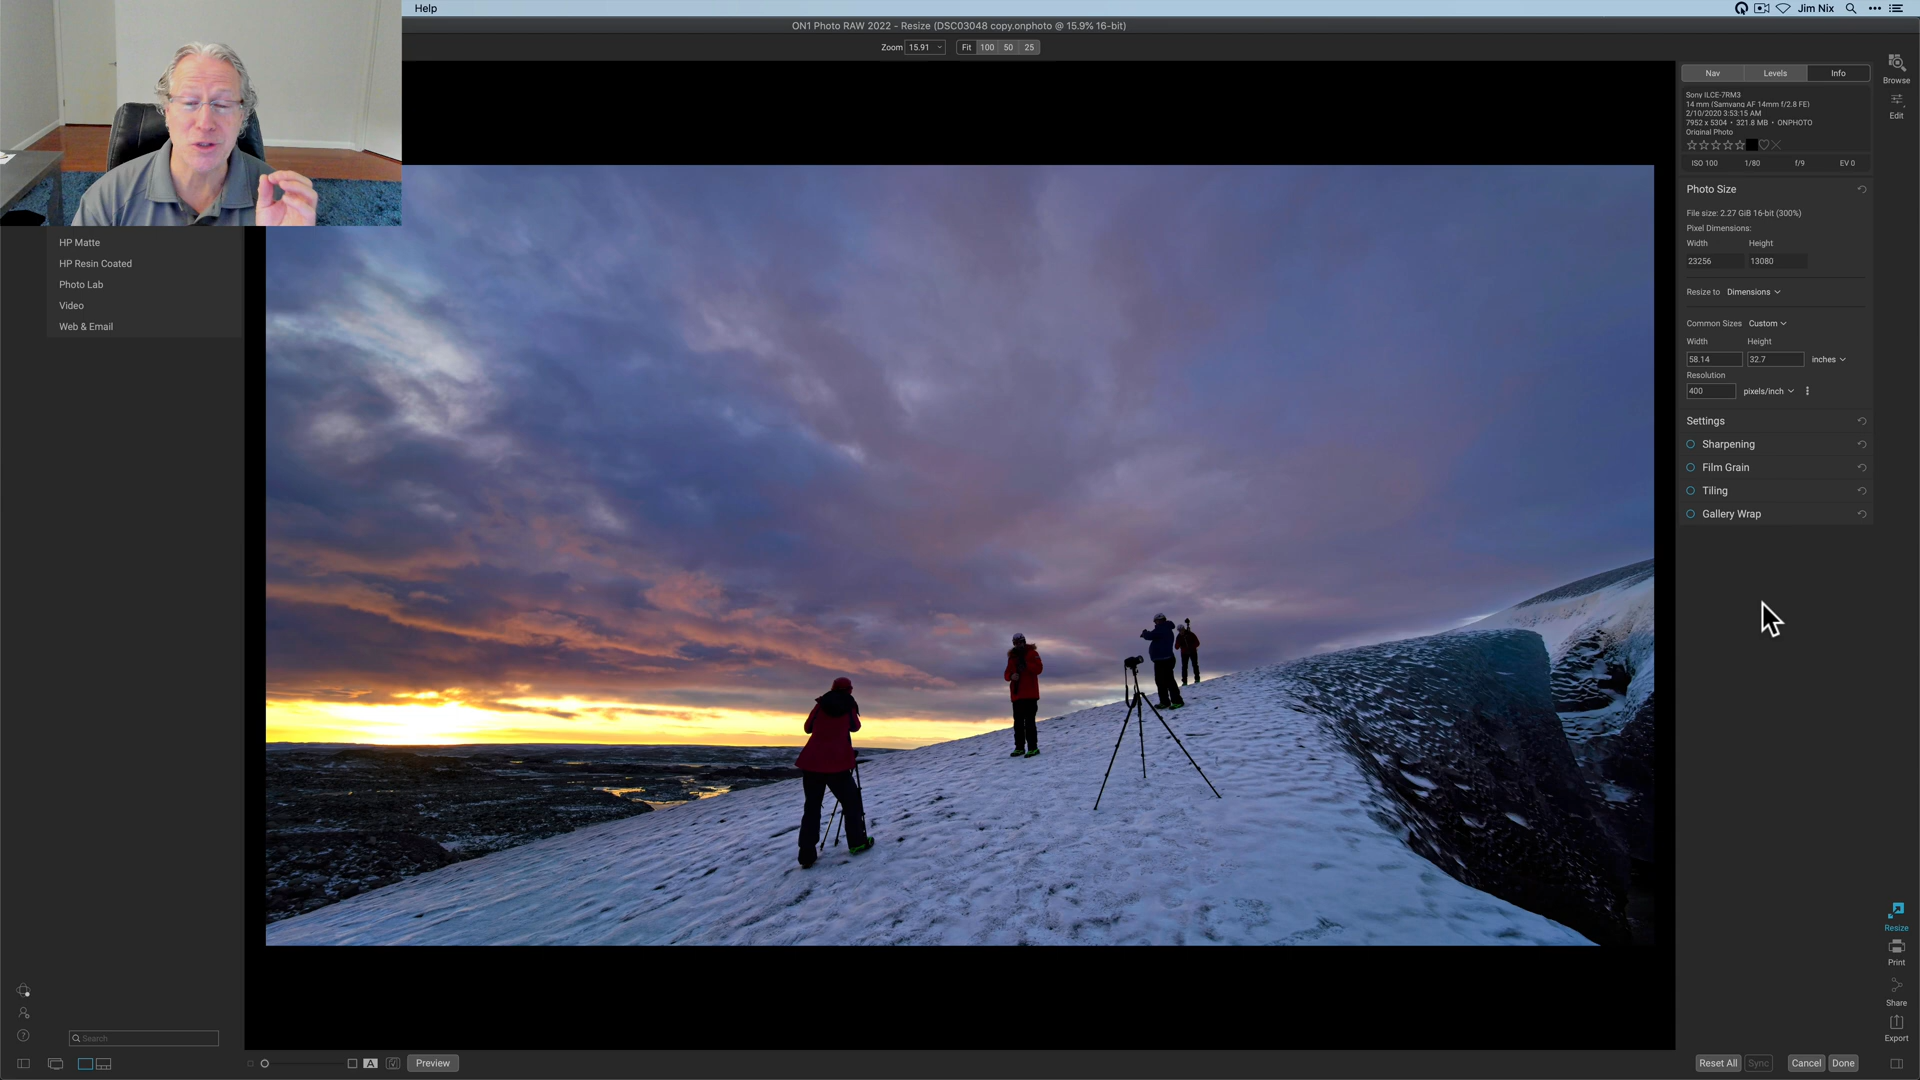 Help
Jim Nix
ON1 Photo RAW 2022 - Resize (DSC03048 copy.onphoto @ 15.9% 16-bit)
Zoom 15.91 Fit 100 50 25
Nav Levels Info
Browse
Edit
Sony ILCE-7RM3
14 mm (Samyang AF 14mm f/2.8 FE)
2/10/2020 3:53:15 AM
7952 x 5304 • 321.8 MB • ONPHOTO
Original Photo
ISO 100 1/80 f/9 EV 0
Photo Size
File size: 2.27 GiB 16-bit (300%)
Pixel Dimensions:
Width Height
23256 13080
Resize to Dimensions
Common Sizes Custom
Width Height
58.14 32.7 inches
Resolution
400 pixels/inch
Settings
Sharpening
Film Grain
Tiling
Gallery Wrap
HP Matte
HP Resin Coated
Photo Lab
Video
Web & Email
Resize
Print
Share
Export
Search
A Preview
Reset All Sync Cancel Done